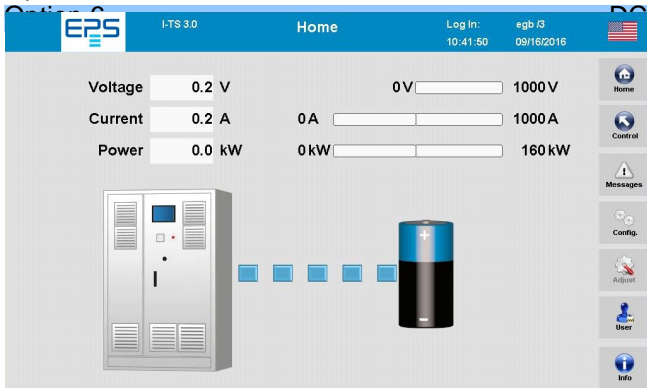 EPS
I-TS 3.0
Home
Log In:
egb /3
10:41:50
09/16/2016
Voltage 0.2 V
0 V 1000 V
Current 0.2 A
0 A 1000 A
Power 0.0 kW
0 kW 160 kW
Home
Control
Messages
Config.
Adjust
User
Info